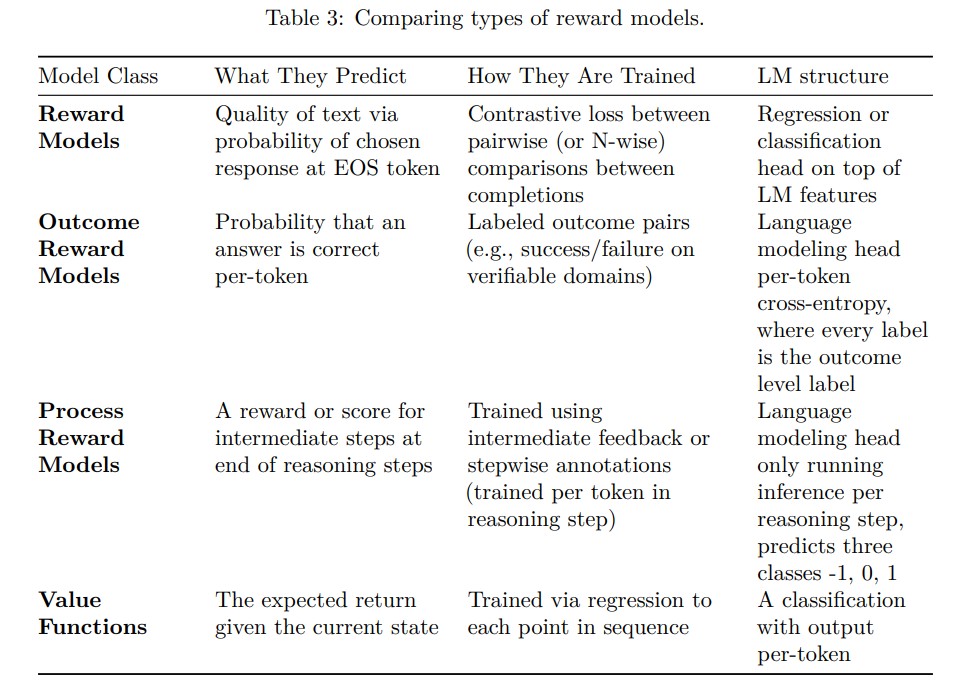 Table 3: Comparing types of reward models.
Model Class What They Predict How They Are Trained LM structure
Reward Quality of text via Contrastive loss between Regression or
Models probability of chosen pairwise (or N-wise) classification
response at EOS token comparisons between head on top of
completions LM features
Outcome Probability that an Labeled outcome pairs Language
Reward answer is correct (e.g., success/failure on modeling head
Models per-token verifiable domains) per-token
cross-entropy,
where every label
is the outcome
level label
Process A reward or score for Trained using Language
Reward intermediate steps at intermediate feedback or modeling head
Models end of reasoning steps stepwise annotations only running
(trained per token in inference per
reasoning step) reasoning step,
predicts three
classes -1, 0, 1
Value The expected return Trained via regression to A classification
Functions given the current state each point in sequence with output
per-token